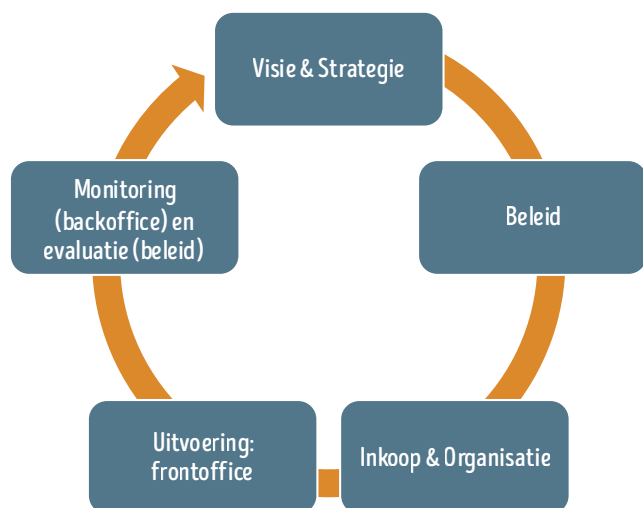 Visie & Strategie
Beleid
Inkoop & Organisatie
Uitvoering:
frontoffice
Monitoring
(backoffice) en
evaluatie (beleid)